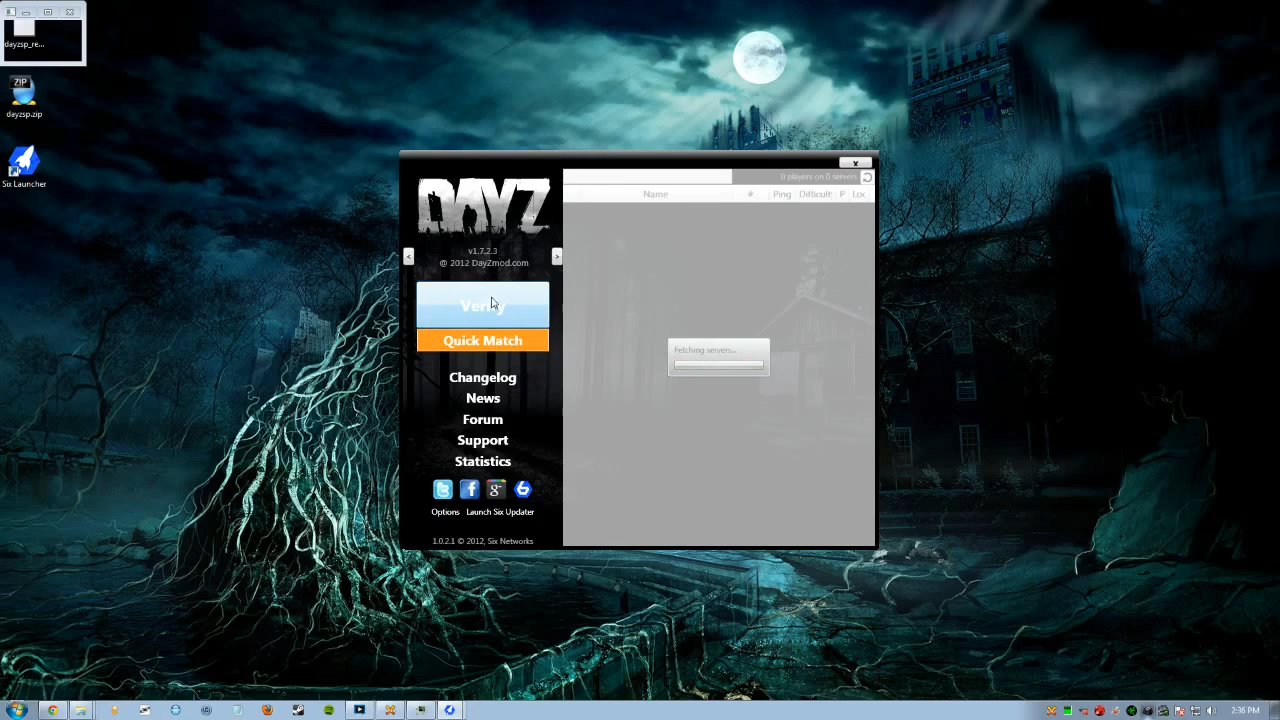 dayzsp_re...
ZIP
dayzsp.zip
Six Launcher
x
DAYZ
v1.7.2.3
@ 2012 DayZmod.com
<
>
Verify
Quick Match
Changelog
News
Forum
Support
Statistics
Options
Launch Six Updater
1.0.2.1 © 2012, Six Networks
0 players on 0 servers
Name
#
Ping
Difficult
P
Loc
Fetching servers...
2:36 PM